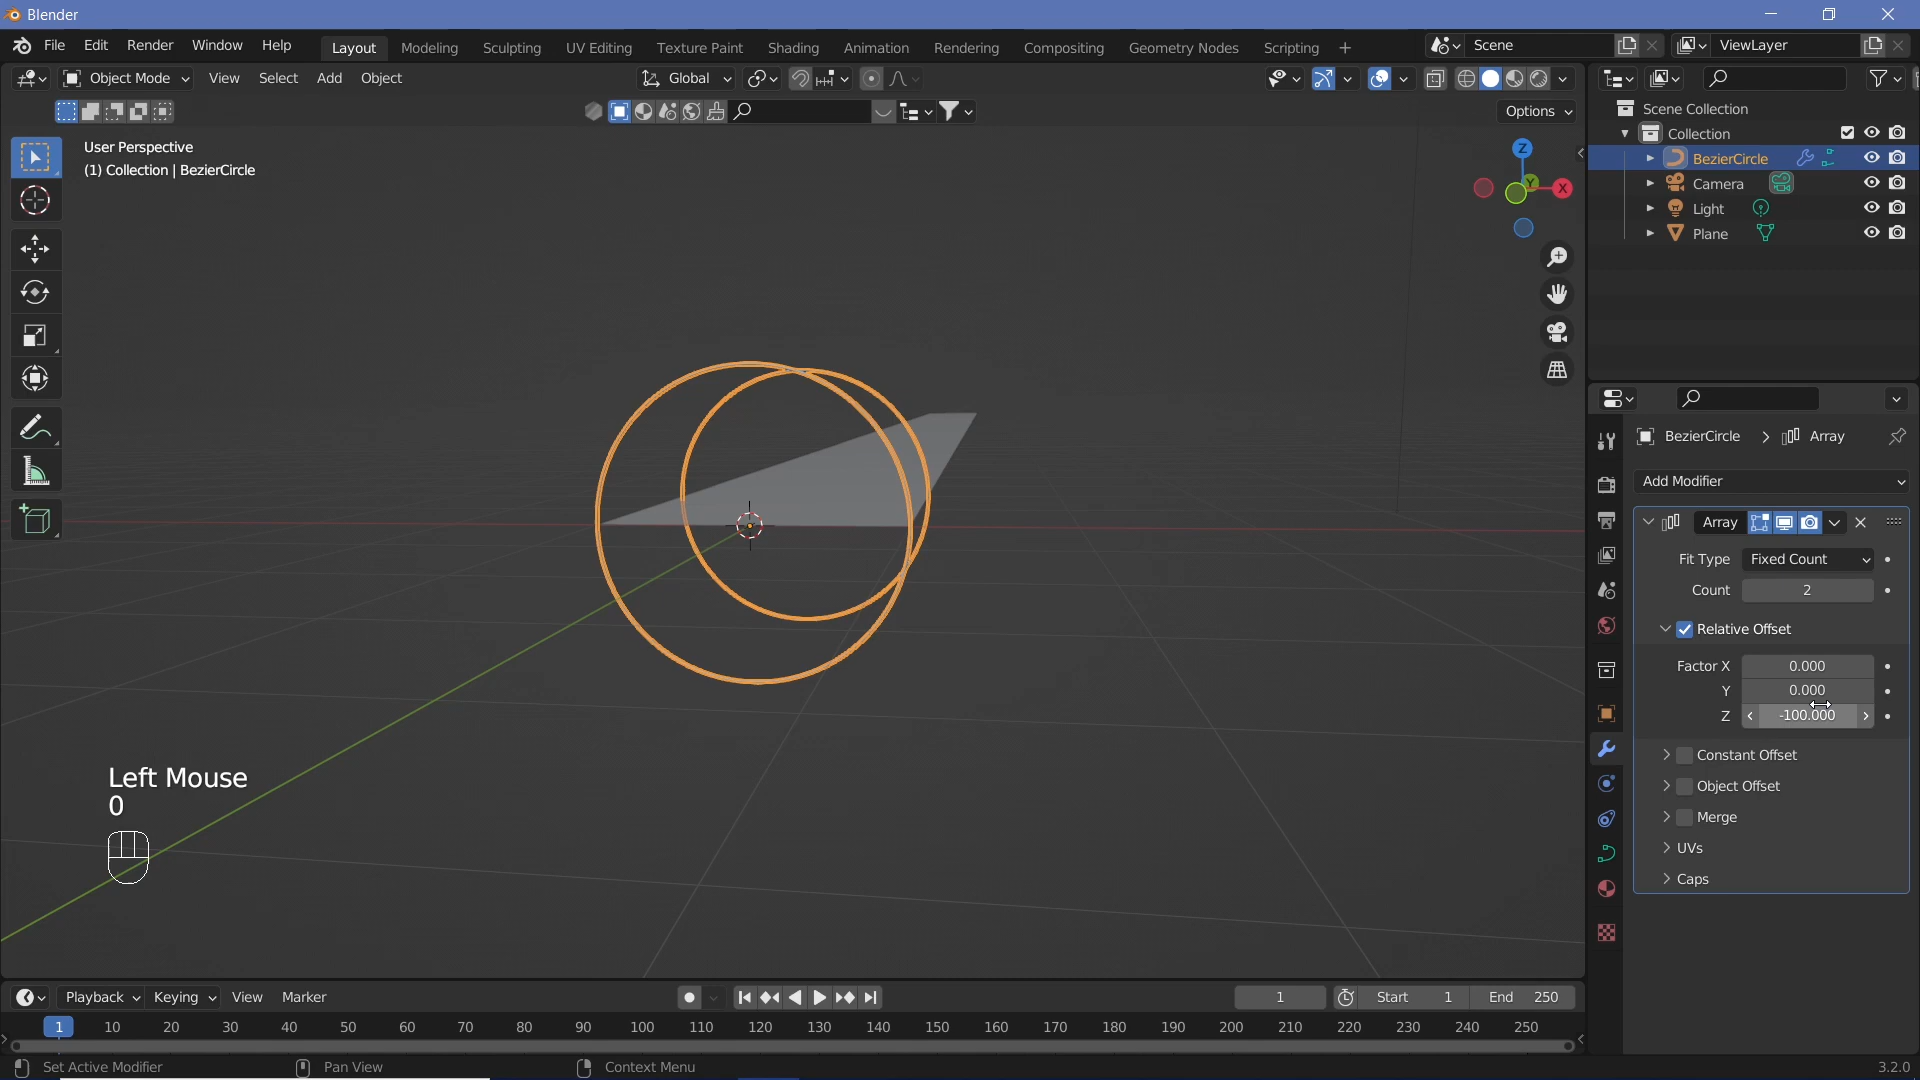 Blender
File Edit Render Window Help
Layout Modeling Sculpting UV Editing Texture Paint Shading Animation Rendering Compositing Geometry Nodes Scripting +
Scene
ViewLayer
Object Mode View Select Add Object
Global
Options
User Perspective
(1) Collection | BezierCircle
Z
Y
X
Scene Collection
Collection
BezierCircle
Camera
Light
Plane
BezierCircle > Array
Add Modifier
Array
Fit Type Fixed Count
Count 2
Relative Offset
Factor X 0.000
Y 0.000
Z -100.000
Constant Offset
Object Offset
Merge
UVs
Caps
Left Mouse
0
Playback Keying View Marker
1
Start 1 End 250
1 10 20 30 40 50 60 70 80 90 100 110 120 130 140 150 160 170 180 190 200 210 220 230 240 250
Set Active Modifier Pan View Context Menu 3.2.0